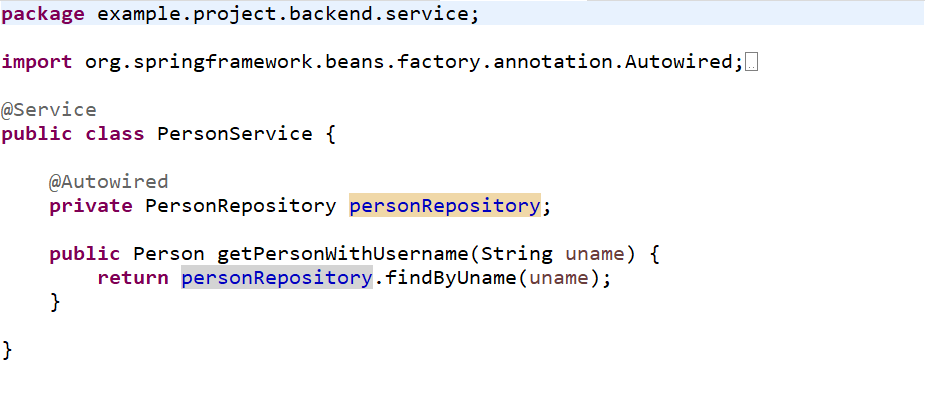 package example.project.backend.service;
import org.springframework.beans.factory.annotation.Autowired;
@Service
public class PersonService {
@Autowired
private PersonRepository personRepository;
public Person getPersonWithUsername(String uname) {
return personRepository.findByUname(uname);
}
}